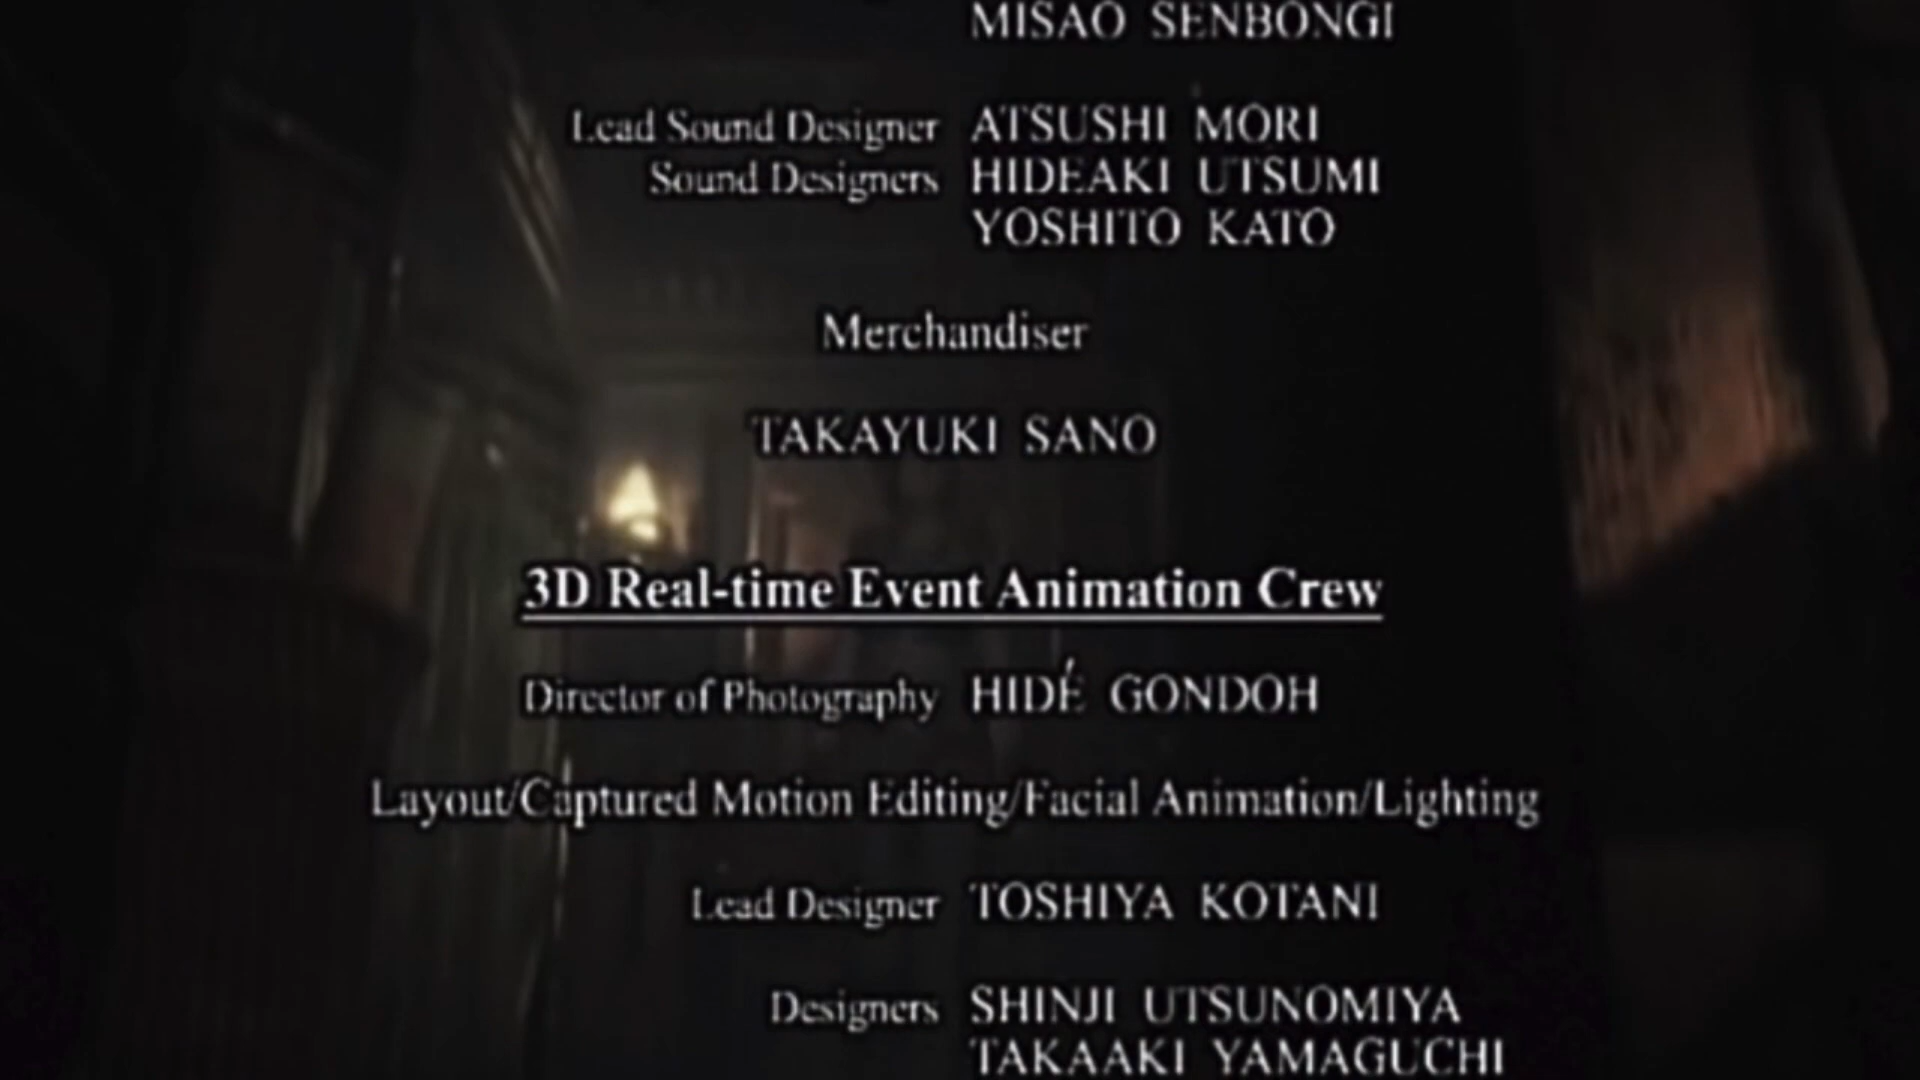 MISAO SENBONGI
Lead Sound Designer ATSUSHI MORI
Sound Designers HIDEAKI UTSUMI
YOSHITO KATO
Merchandiser
TAKAYUKI SANO
3D Real-time Event Animation Crew
Director of Photography HIDÉ GONDOH
Layout/Captured Motion Editing/Facial Animation/Lighting
Lead Designer TOSHIYA KOTANI
Designers SHINJI UTSUNOMIYA
TAKAAKI YAMAGUCHI